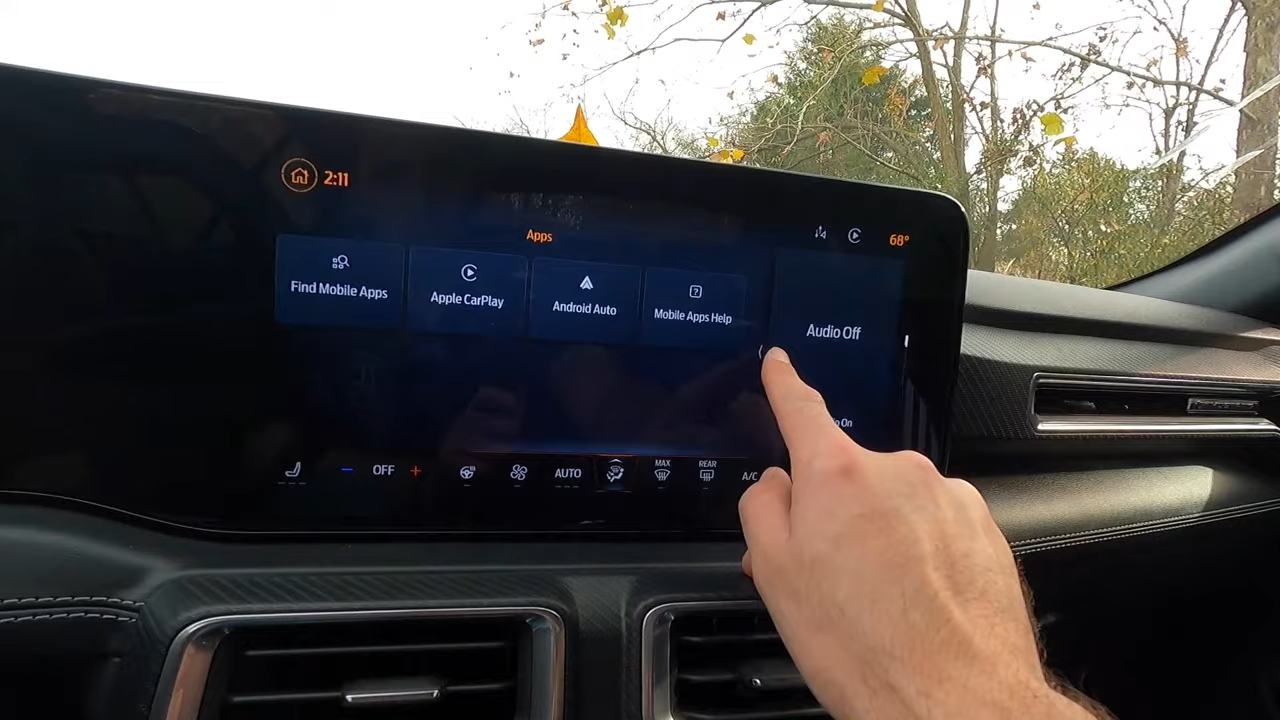 2:11
68°
Apps
Find Mobile Apps
Apple CarPlay
Android Auto
Mobile Apps Help
Audio Off
On
OFF
AUTO
MAX
REAR
A/C